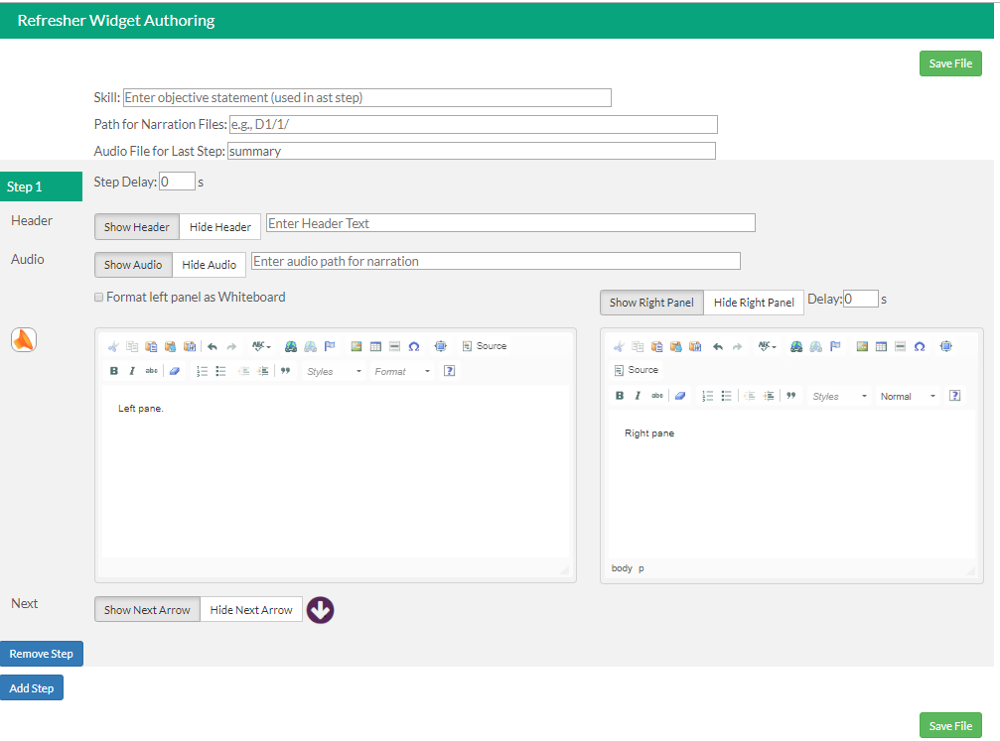 Refresher Widget Authoring
Save File
Skill: Enter objective statement (used in ast step)
Path for Narration Files: e.g., D1/1/
Audio File for Last Step: summary
Step 1
Step Delay: 0 s
Header
Show Header Hide Header Enter Header Text
Audio
Show Audio Hide Audio Enter audio path for narration
Format left panel as Whiteboard
Show Right Panel Hide Right Panel Delay: 0 s
ABC Source
B I abc Styles Format ?
Left pane.
ABC
Source
B I abc Styles Normal ?
Right pane
body p
Next
Show Next Arrow Hide Next Arrow
Remove Step
Add Step
Save File